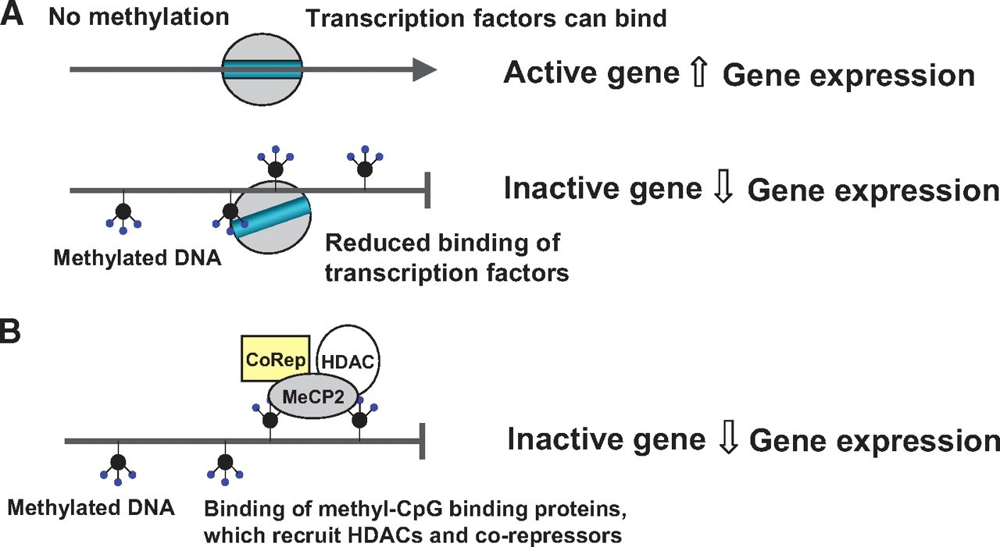 A No methylation Transcription factors can bind
Active gene ⇧ Gene expression
Inactive gene ⇩ Gene expression
Methylated DNA
Reduced binding of
transcription factors
B
CoRep HDAC
MeCP2
Inactive gene ⇩ Gene expression
Methylated DNA
Binding of methyl-CpG binding proteins,
which recruit HDACs and co-repressors